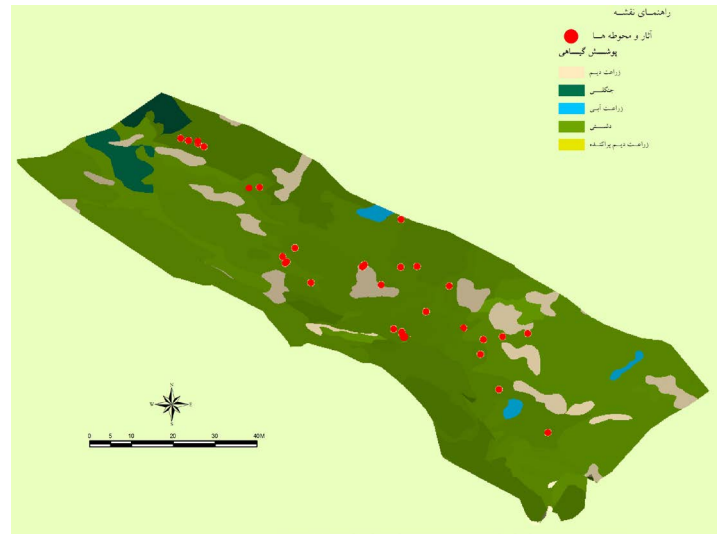 راهنمای نقشه
آثار و محوطه ها
پوشش گیاهی
زراعت دیم
جنگلی
زراعت آبی
دشتی
زراعت دیم پراکنده
N
W E
S
0 5 10 20 30 40M